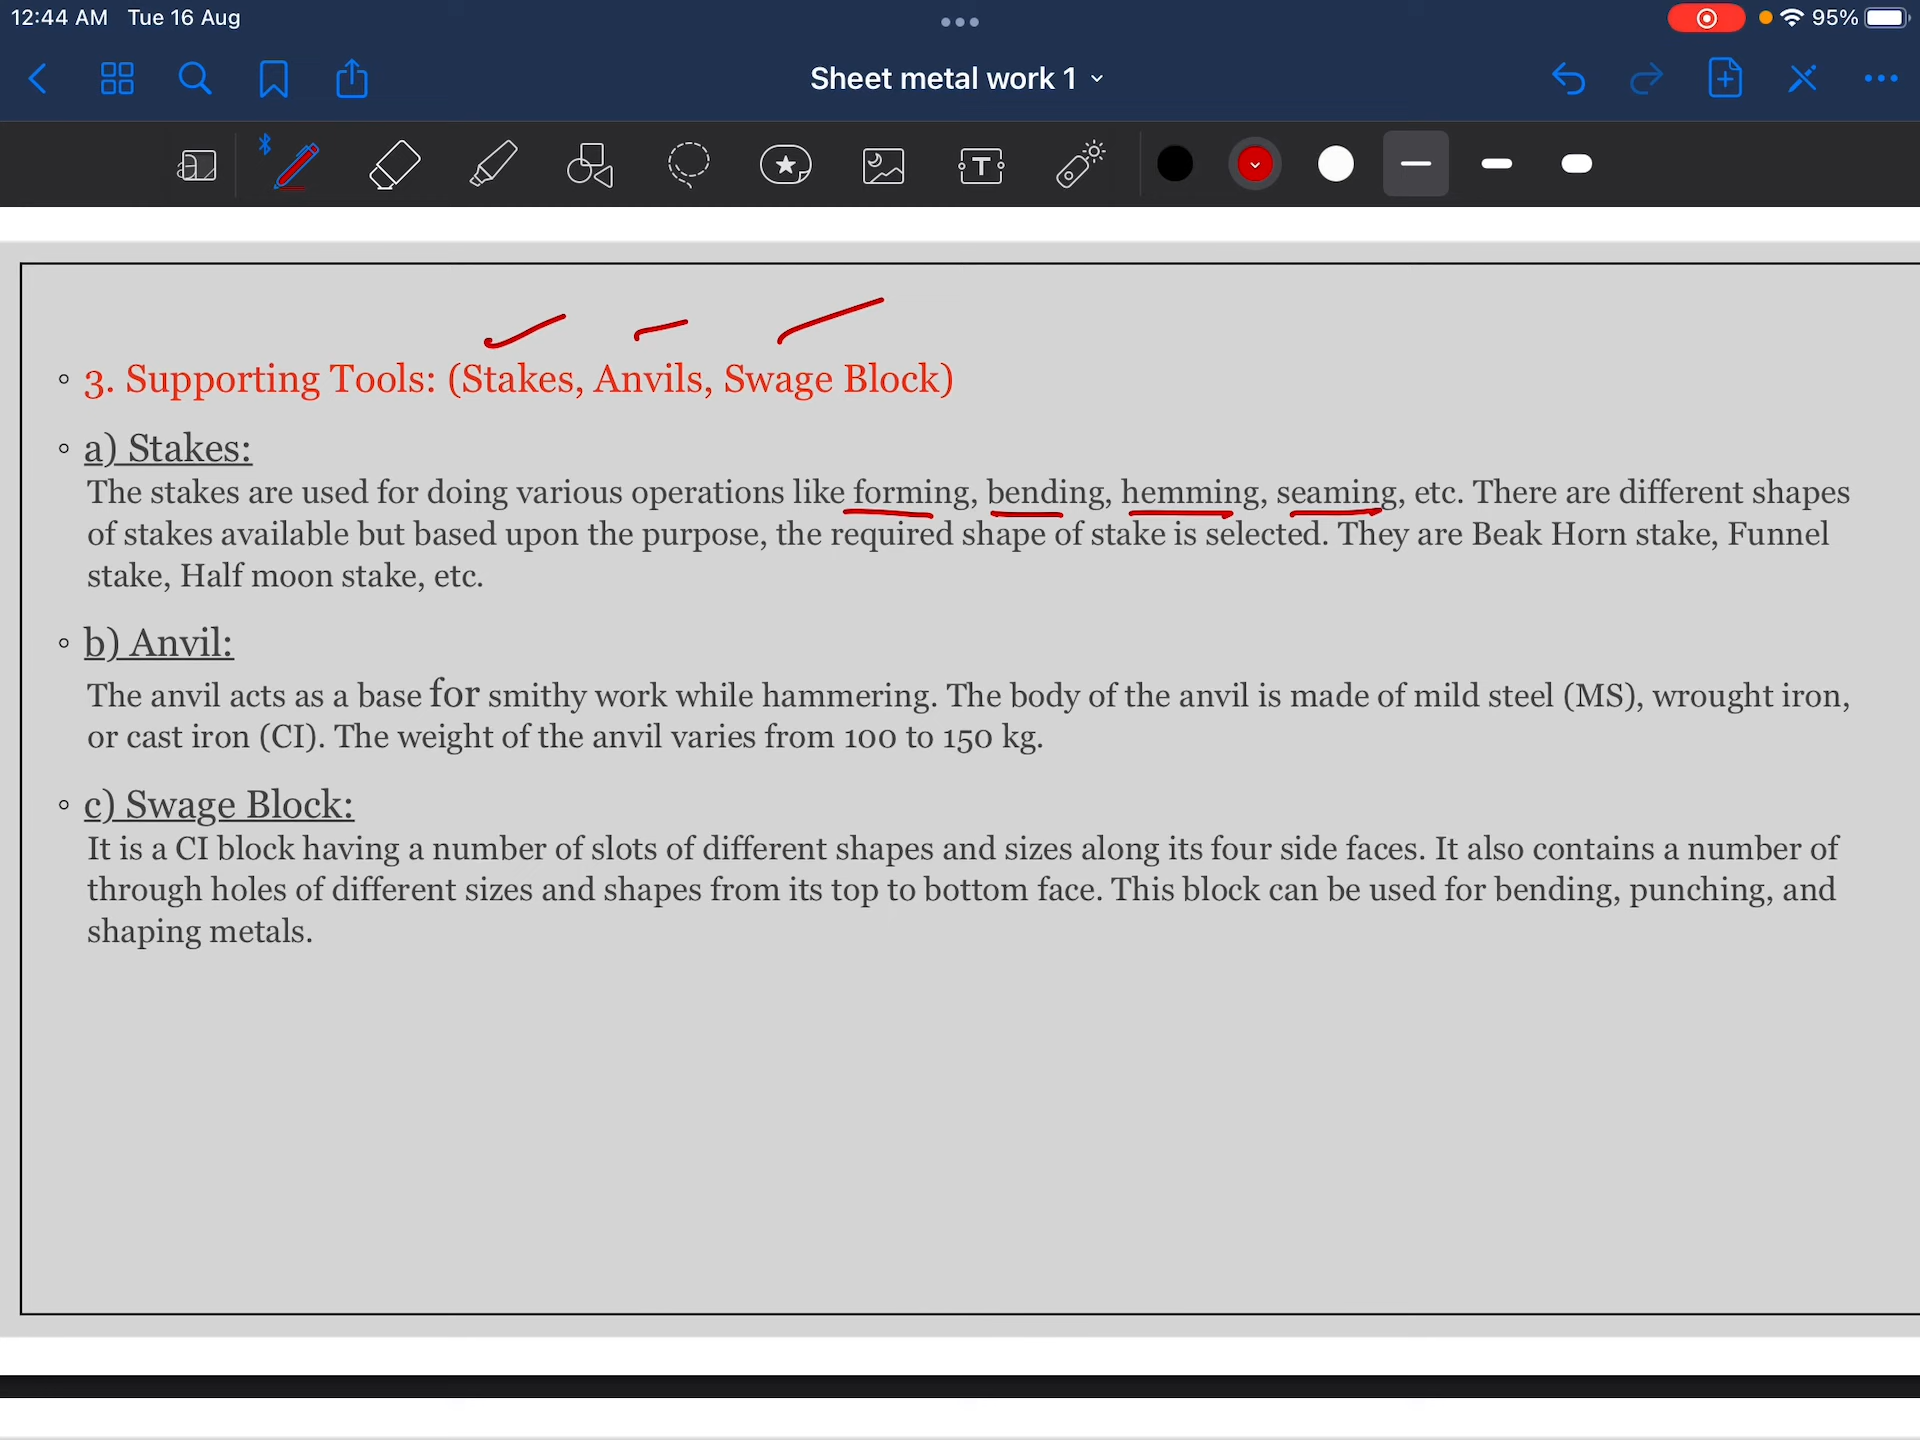 12:44 AM Tue 16 Aug
95%
Sheet metal work 1
T
3. Supporting Tools: (Stakes, Anvils, Swage Block)
a) Stakes:
The stakes are used for doing various operations like forming, bending, hemming, seaming, etc. There are different shapes
of stakes available but based upon the purpose, the required shape of stake is selected. They are Beak Horn stake, Funnel
stake, Half moon stake, etc.
b) Anvil:
The anvil acts as a base for smithy work while hammering. The body of the anvil is made of mild steel (MS), wrought iron,
or cast iron (CI). The weight of the anvil varies from 100 to 150 kg.
c) Swage Block:
It is a CI block having a number of slots of different shapes and sizes along its four side faces. It also contains a number of
through holes of different sizes and shapes from its top to bottom face. This block can be used for bending, punching, and
shaping metals.